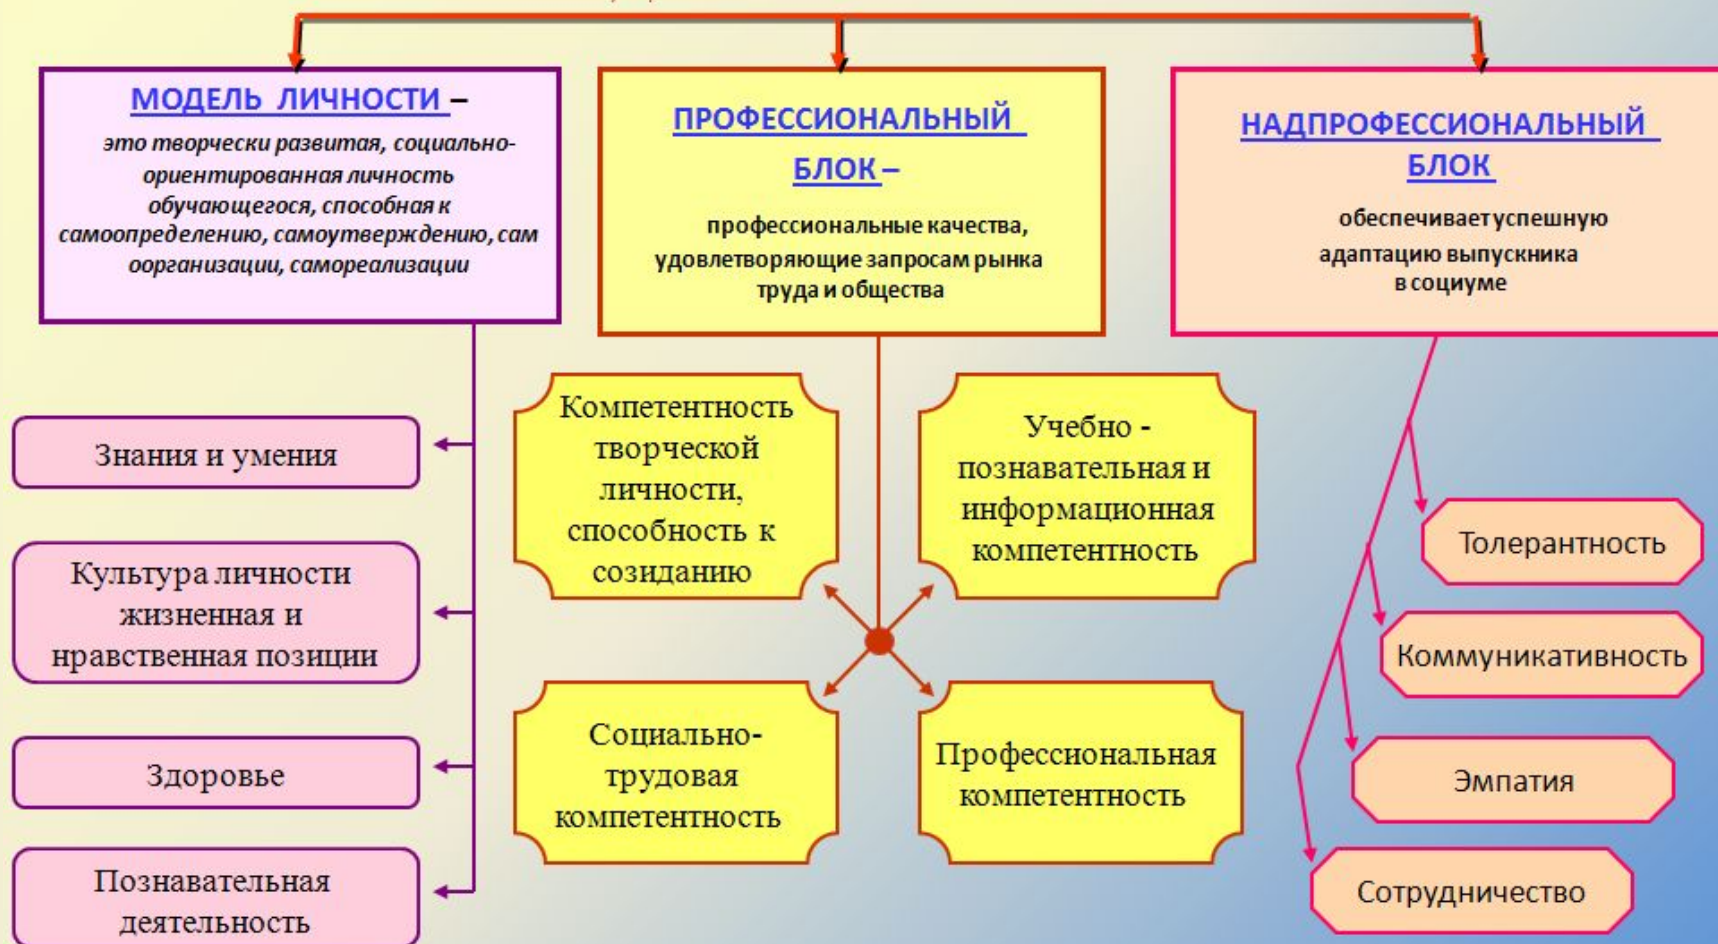 МОДЕЛЬ ЛИЧНОСТИ –
это творчески развитая, социально-
ориентированная личность
обучающегося, способная к
самоопределению, самоутверждению, сам
оорганизации, самореализации
ПРОФЕССИОНАЛЬНЫЙ
БЛОК –
профессиональные качества,
удовлетворяющие запросам рынка
труда и общества
НАДПРОФЕССИОНАЛЬНЫЙ
БЛОК
обеспечивает успешную
адаптацию выпускника
в социуме
Знания и умения
Культура личности
жизненная и
нравственная позиции
Здоровье
Познавательная
деятельность
Компетентность
творческой
личности,
способность к
созиданию
Учебно -
познавательная и
информационная
компетентность
Социально-
трудовая
компетентность
Профессиональная
компетентность
Толерантность
Коммуникативность
Эмпатия
Сотрудничество